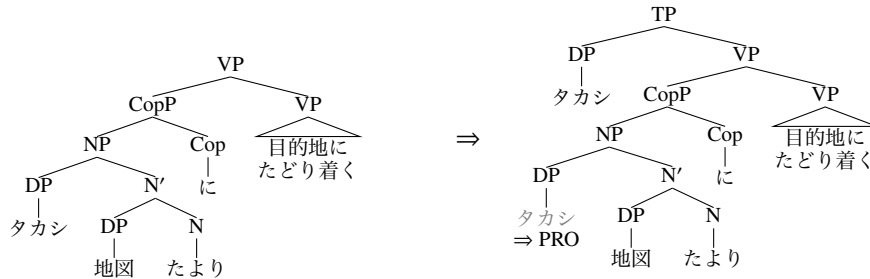 VP
CopP VP
NP Cop 目的地に
たどり着く
DP N′ に
タカシ DP N
地図 たより
⇒
TP
DP VP
タカシ CopP VP
NP Cop 目的地に
たどり着く
DP N′ に
タカシ DP N
⇒ PRO
地図 たより